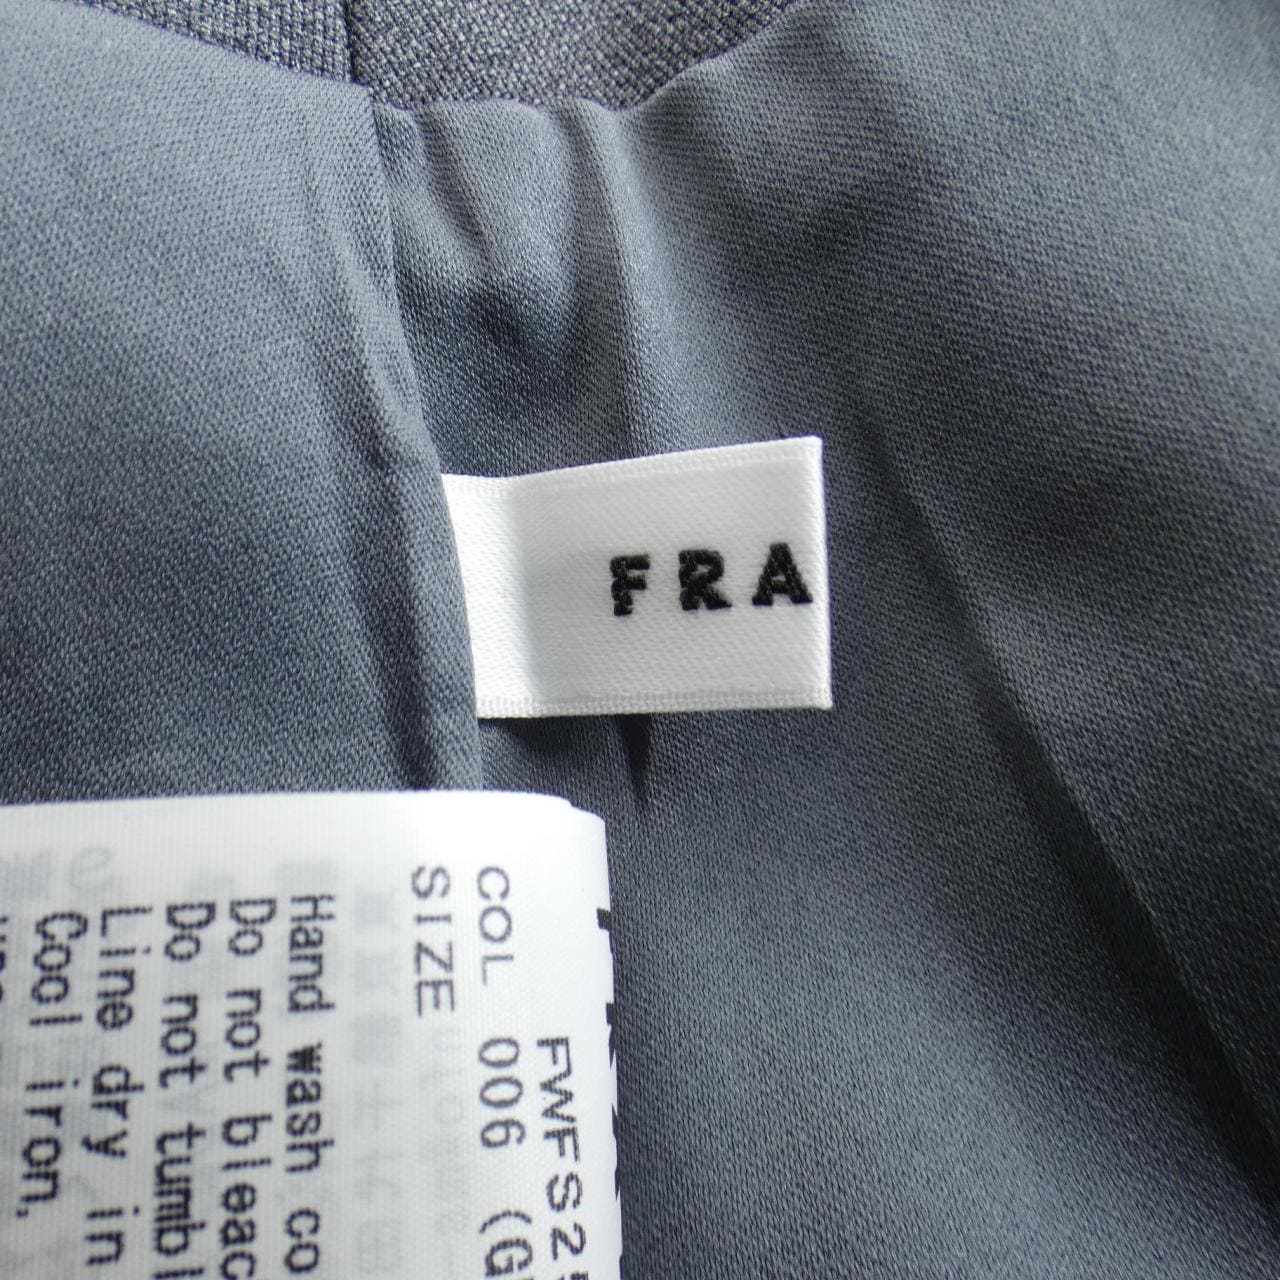 FRA
FWFS2
COL 006 (G
SIZE
Hand wash co
Do not bleac
Do not tumbl
Line dry in
Cool iron.